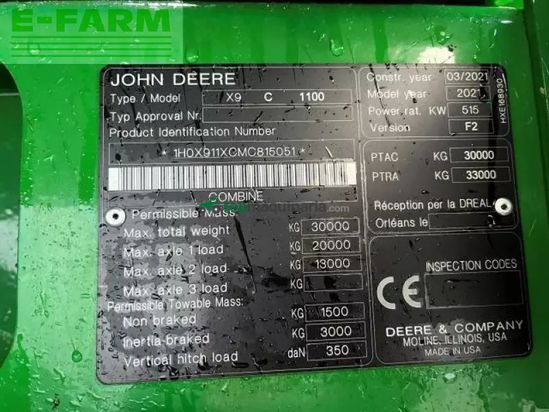 E-FARM
JOHN DEERE
Type / Model X9 C 1100
Typ Approval Nr.
Product Identification Number
* 1H0X911XCMC815051 *
COMBINE
Permissible Mass:
Max. total weight KG 30000
Max. axle 1 load KG 20000
Max. axle 2 load KG 13000
Max. axle 3 load KG
Permissible Towable Mass:
Non braked KG 1500
Inertia-braked KG 3000
Vertical hitch load daN 350
Constr. year 03/2021
Model year 2021
Power rat. KW 515
Version F2
HXE168930
PTAC KG 30000
PTRA KG 33000
Réception par la DREAL
Orléans le
CE
INSPECTION CODES
DEERE & COMPANY
MOLINE, ILLINOIS, USA
MADE IN USA